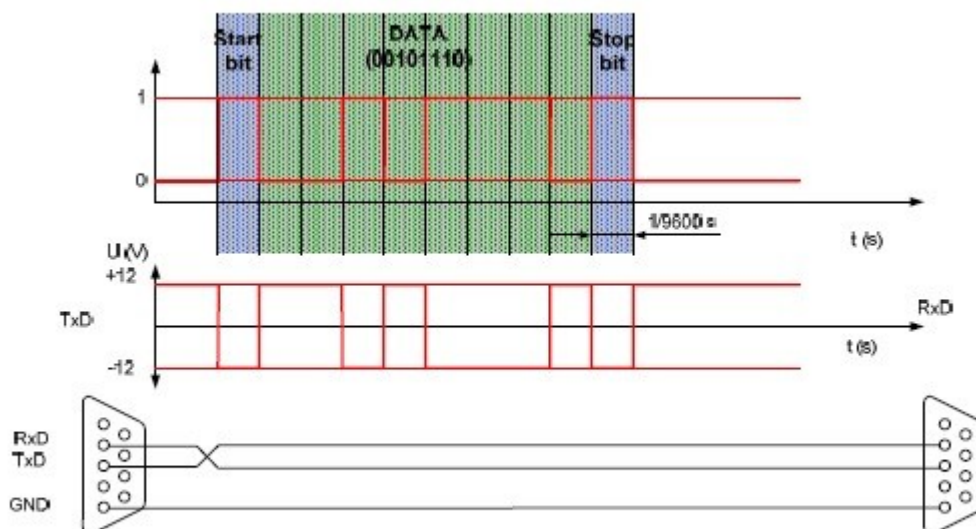 Start
bit
DATA
(00101110)
Stop
bit
1
0
1/9600 s
t (s)
U(V)
+12
TxD
RxD
t (s)
-12
RxD
TxD
GND